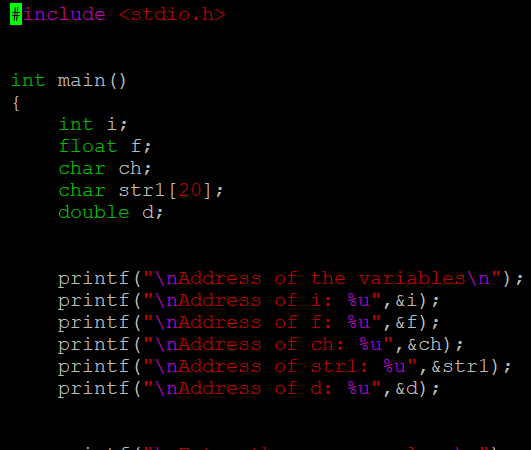 #include <stdio.h>
int main()
{
int i;
float f;
char ch;
char str1[20];
double d;
printf("\nAddress of the variables\n");
printf("\nAddress of i: %u",&i);
printf("\nAddress of f: %u",&f);
printf("\nAddress of ch: %u",&ch);
printf("\nAddress of str1: %u",&str1);
printf("\nAddress of d: %u",&d);